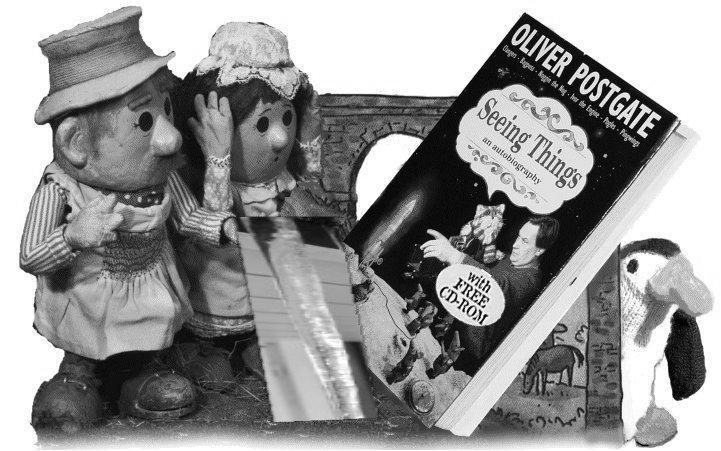 OLIVER POSTGATE
Clangers - Bagpuss - Noggin the Nog - Ivor the Engine - Pogles - Pingwings
Seeing Things
an autobiography
with
FREE
CD-ROM